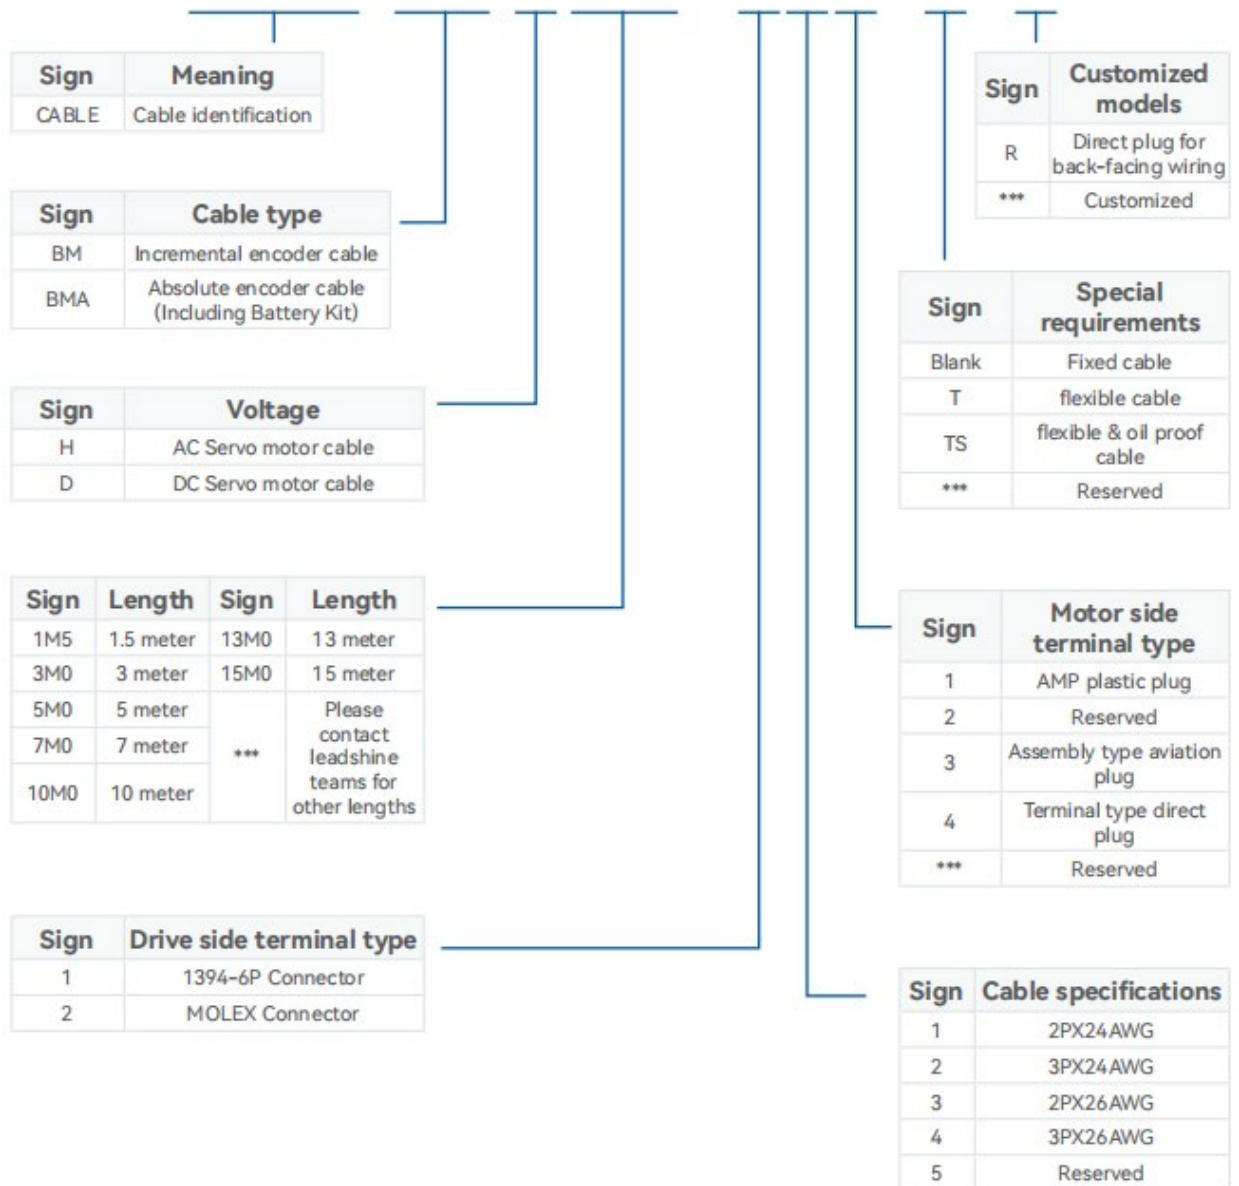 Sign Meaning
CABLE Cable identification
Sign Customized models
R Direct plug for back-facing wiring
*** Customized
Sign Cable type
BM Incremental encoder cable
BMA Absolute encoder cable (Including Battery Kit)
Sign Special requirements
Blank Fixed cable
T flexible cable
TS flexible & oil proof cable
*** Reserved
Sign Voltage
H AC Servo motor cable
D DC Servo motor cable
Sign Length Sign Length
1M5 1.5 meter 13M0 13 meter
3M0 3 meter 15M0 15 meter
5M0 5 meter
7M0 7 meter
10M0 10 meter
*** Please contact leadshine teams for other lengths
Sign Motor side terminal type
1 AMP plastic plug
2 Reserved
3 Assembly type aviation plug
4 Terminal type direct plug
*** Reserved
Sign Drive side terminal type
1 1394-6P Connector
2 MOLEX Connector
Sign Cable specifications
1 2PX24AWG
2 3PX24AWG
3 2PX26AWG
4 3PX26AWG
5 Reserved